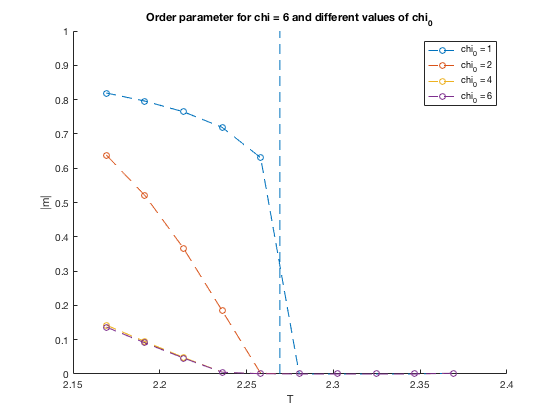 Order parameter for chi = 6 and different values of chi0
1
0.9
0.8
0.7
0.6
0.5
0.4
0.3
0.2
0.1
0
|m|
chi0 = 1
chi0 = 2
chi0 = 4
chi0 = 6
2.15
2.2
2.25
2.3
2.35
2.4
T